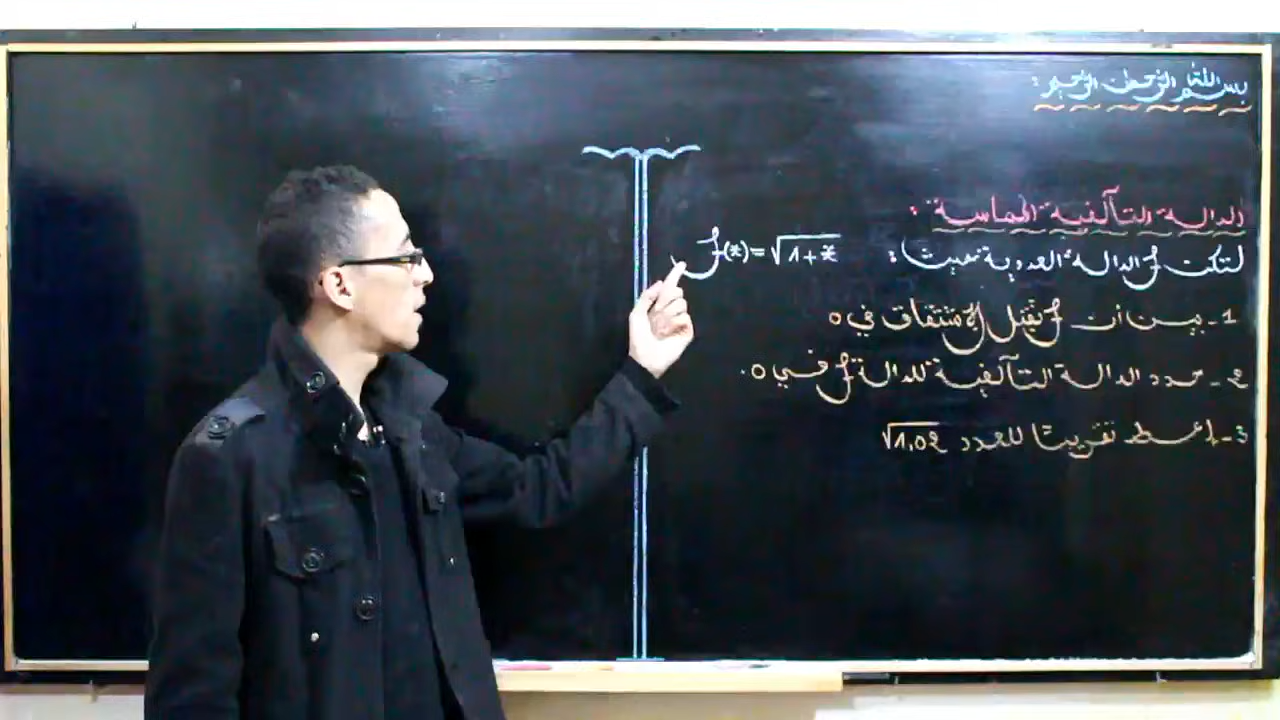 بسم الله الرحمن الرحيم :
الدالة التآلفية المماسة :
لتكن f الدالة العددية بحيث : f(x) = √1+x
1- بين أن f تقبل الاشتقاق في 0
2- حدد الدالة التآلفية للدالة f في 0.
3- إعط تقريبا للعدد √1,02